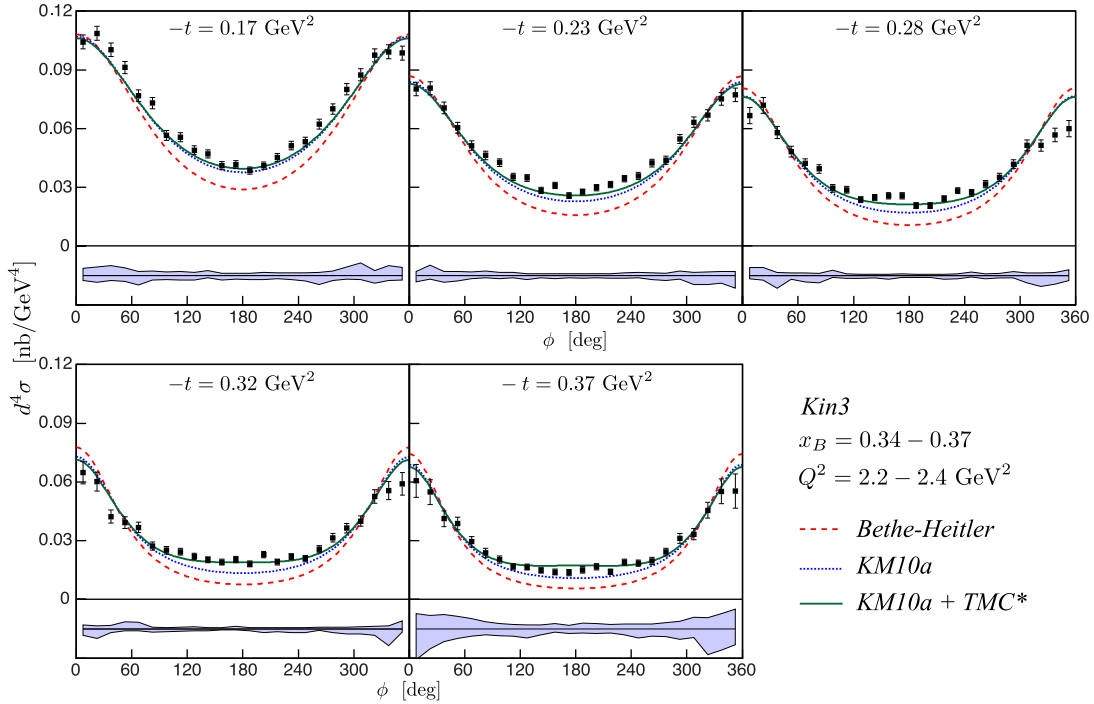 −t = 0.17 GeV² −t = 0.23 GeV² −t = 0.28 GeV²
0.12
0.09
0.06
0.03
0
0 60 120 180 240 300 0 60 120 180 240 300 0 60 120 180 240 300 360
ϕ [deg] ϕ [deg]
d⁴σ [nb/GeV⁴]
−t = 0.32 GeV² − t = 0.37 GeV²
0.12
0.09
0.06
0.03
0
0 60 120 180 240 300 0 60 120 180 240 300 360
ϕ [deg]
Kin3
x_B = 0.34 − 0.37
Q² = 2.2 − 2.4 GeV²
Bethe-Heitler
KM10a
KM10a + TMC*